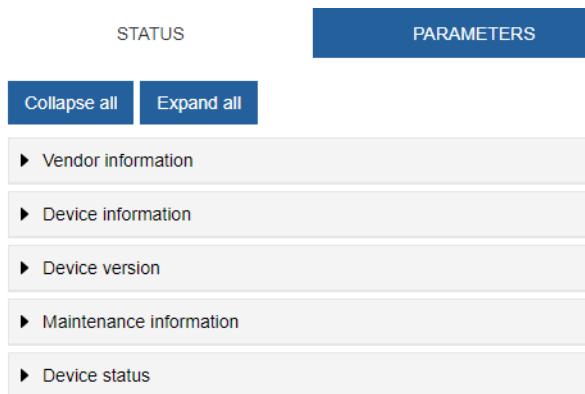 STATUS
PARAMETERS
Collapse all
Expand all
Vendor information
Device information
Device version
Maintenance information
Device status